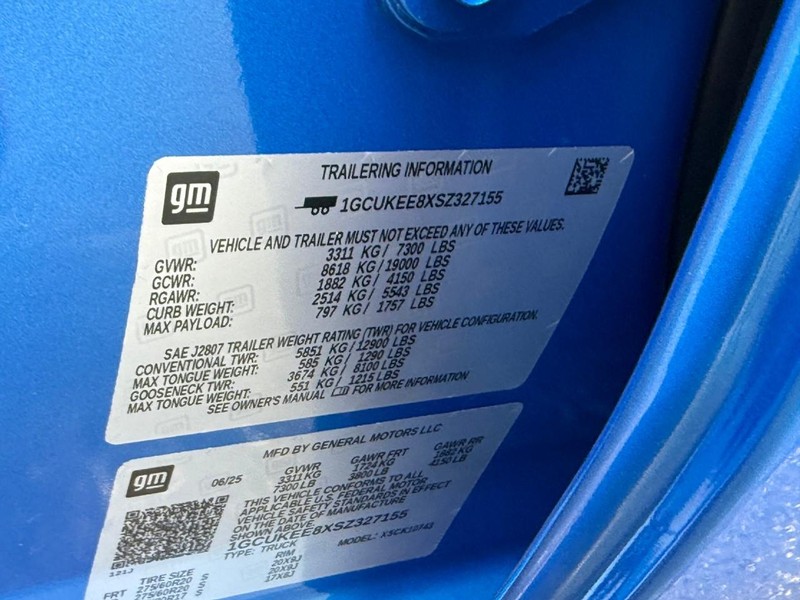 gm
TRAILERING INFORMATION
1GCUKEE8XSZ327155
VEHICLE AND TRAILER MUST NOT EXCEED ANY OF THESE VALUES.
GVWR: 3311 KG / 7300 LBS
GCWR: 8618 KG / 19000 LBS
RGAWR: 1882 KG / 4150 LBS
CURB WEIGHT: 2514 KG / 5543 LBS
MAX PAYLOAD: 797 KG / 1757 LBS
SAE J2807 TRAILER WEIGHT RATING (TWR) FOR VEHICLE CONFIGURATION.
CONVENTIONAL TWR: 5851 KG / 12900 LBS
MAX TONGUE WEIGHT: 585 KG / 1290 LBS
GOOSENECK TWR: 3674 KG / 8100 LBS
MAX TONGUE WEIGHT: 551 KG / 1215 LBS
SEE OWNER'S MANUAL FOR MORE INFORMATION
gm
MFD BY GENERAL MOTORS LLC
06/25 GVWR GAWR FRT GAWR RR
3311 KG 1724 KG 1882 KG
7300 LB 3800 LB 4150 LB
THIS VEHICLE CONFORMS TO ALL
APPLICABLE U.S. FEDERAL MOTOR
VEHICLE SAFETY STANDARDS IN EFFECT
ON THE DATE OF MANUFACTURE
SHOWN ABOVE.
1GCUKEE8XSZ327155
TYPE: TRUCK MODEL:
TIRE SIZE RIM
FRT 275/60R20 S 20X9J
275/60R20 S 20X9J
17X8J